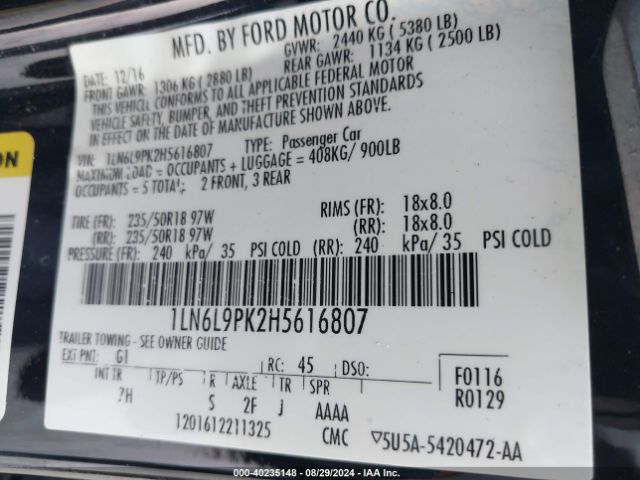 MFD. BY FORD MOTOR CO.
DATE: 12/16 GVWR: 2440 KG ( 5380 LB)
FRONT GAWR: 1306 KG ( 2880 LB) REAR GAWR: 1134 KG ( 2500 LB)
THIS VEHICLE CONFORMS TO ALL APPLICABLE FEDERAL MOTOR
VEHICLE SAFETY, BUMPER, AND THEFT PREVENTION STANDARDS
IN EFFECT ON THE DATE OF MANUFACTURE SHOWN ABOVE.
VIN: 1LN6L9PK2H5616807 TYPE: Passenger Car
MAXIMUM LOAD = OCCUPANTS + LUGGAGE = 408KG/ 900LB
OCCUPANTS = 5 TOTAL, 2 FRONT, 3 REAR
TIRE (FR): 235/50R18 97W RIMS (FR): 18x8.0
(RR): 235/50R18 97W (RR): 18x8.0
PRESSURE (FR): 240 kPa/ 35 PSI COLD (RR): 240 kPa/ 35 PSI COLD
1LN6L9PK2H5616807
TRAILER TOWING - SEE OWNER GUIDE
EXT PNT: G1 RC: 45 DSO:
INT TR TP/PS R AXLE TR SPR F0116
?H S 2F J AAAA R0129
1201612211325 CMC ▽5U5A-5420472-AA
ON
000-40235148 - 08/29/2024 - IAA Inc.